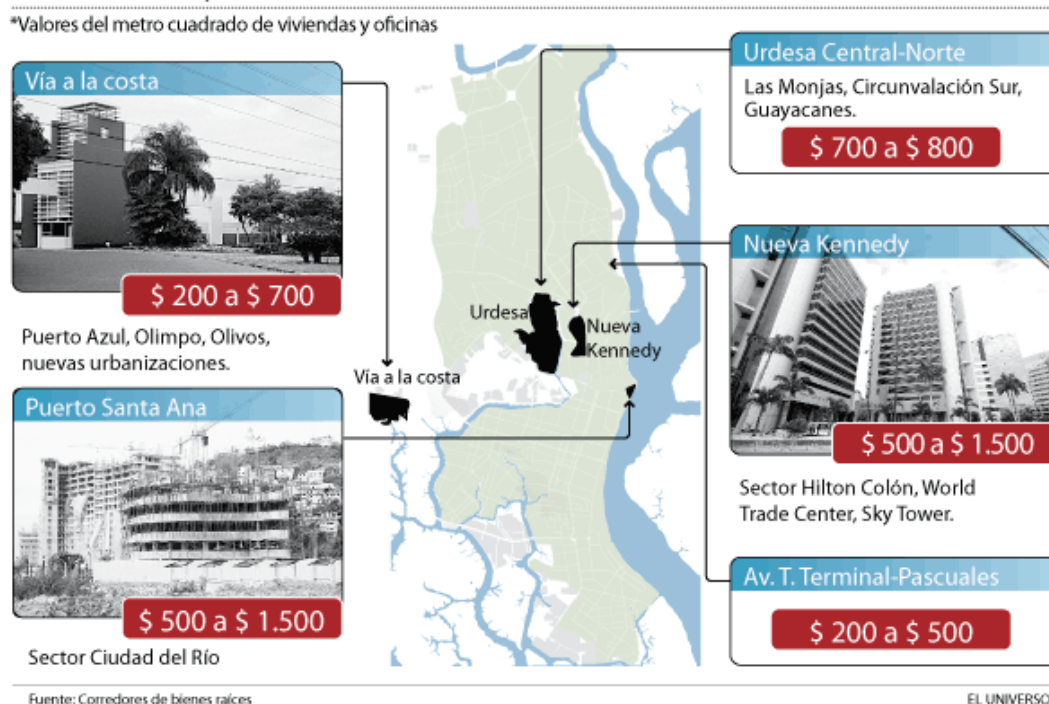 *Valores del metro cuadrado de viviendas y oficinas
Vía a la costa
$ 200 a $ 700
Puerto Azul, Olimpo, Olivos,
nuevas urbanizaciones.
Puerto Santa Ana
$ 500 a $ 1.500
Sector Ciudad del Río
Urdesa
Nueva
Kennedy
Vía a la costa
Urdesa Central-Norte
Las Monjas, Circunvalación Sur,
Guayacanes.
$ 700 a $ 800
Nueva Kennedy
$ 500 a $ 1.500
Sector Hilton Colón, World
Trade Center, Sky Tower.
Av. T. Terminal-Pascuales
$ 200 a $ 500
Fuente: Corredores de bienes raíces
EL UNIVERSO